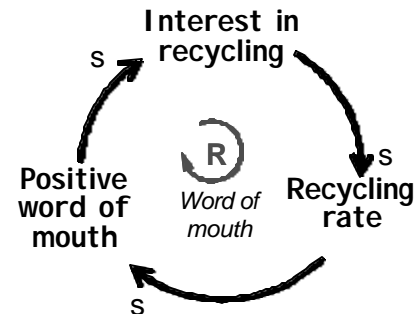 Interest in
recycling
S
S
R
Positive
word of
mouth
Word of
mouth
Recycling
rate
S